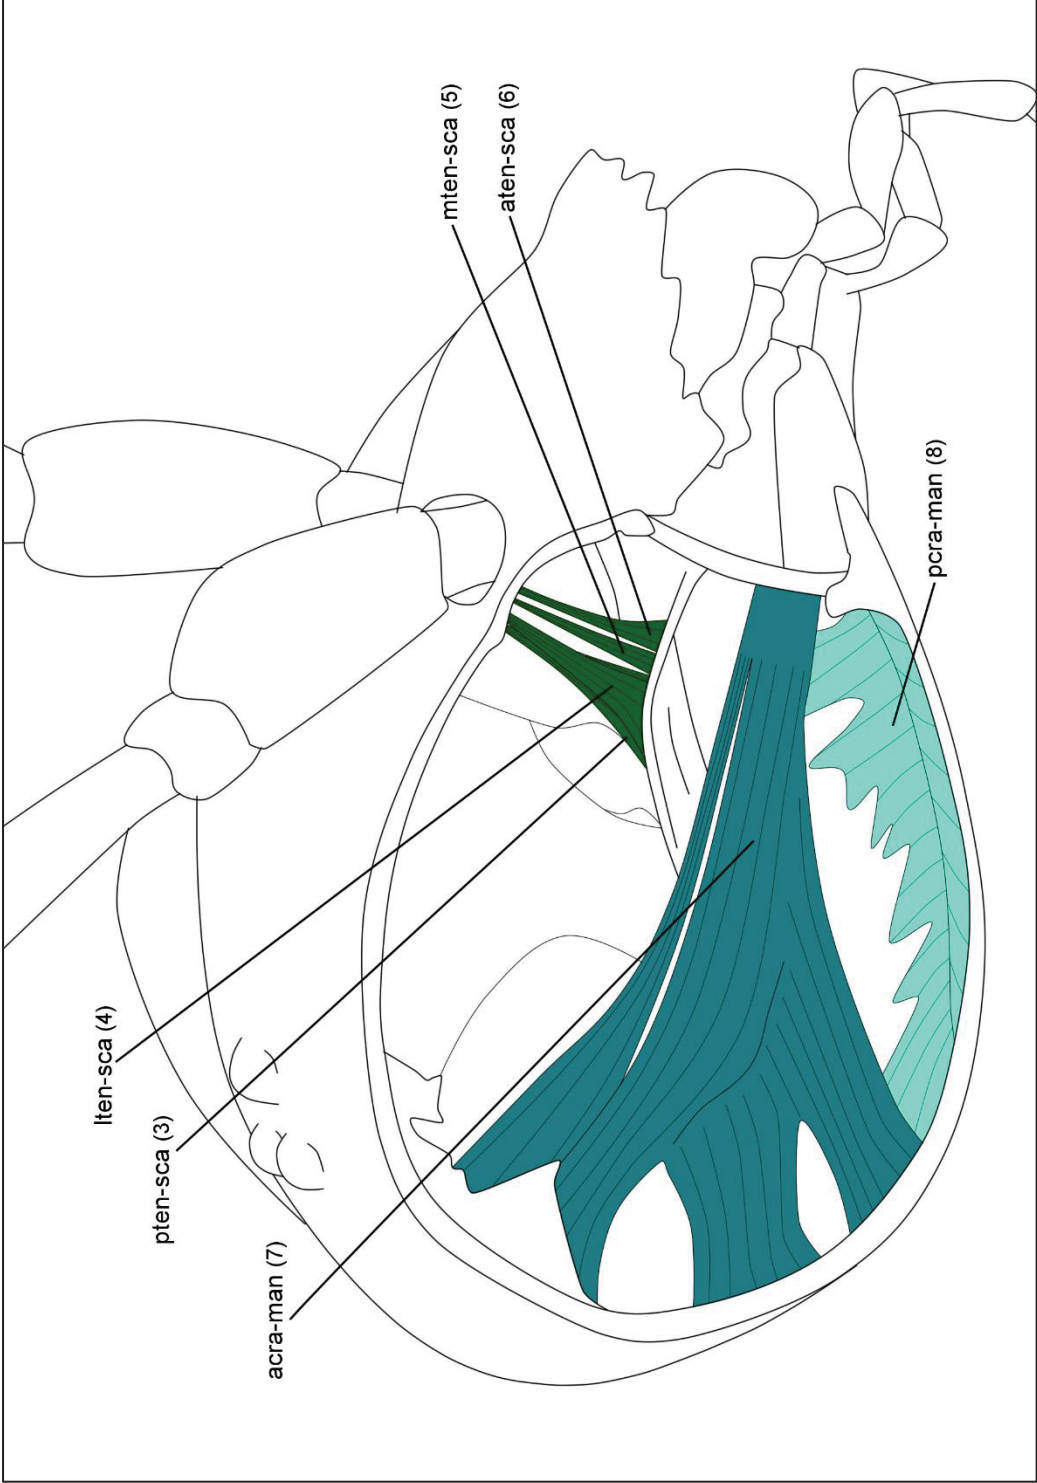 mten-sca (5)
aten-sca (6)
pcra-man (8)
lten-sca (4)
pten-sca (3)
acra-man (7)